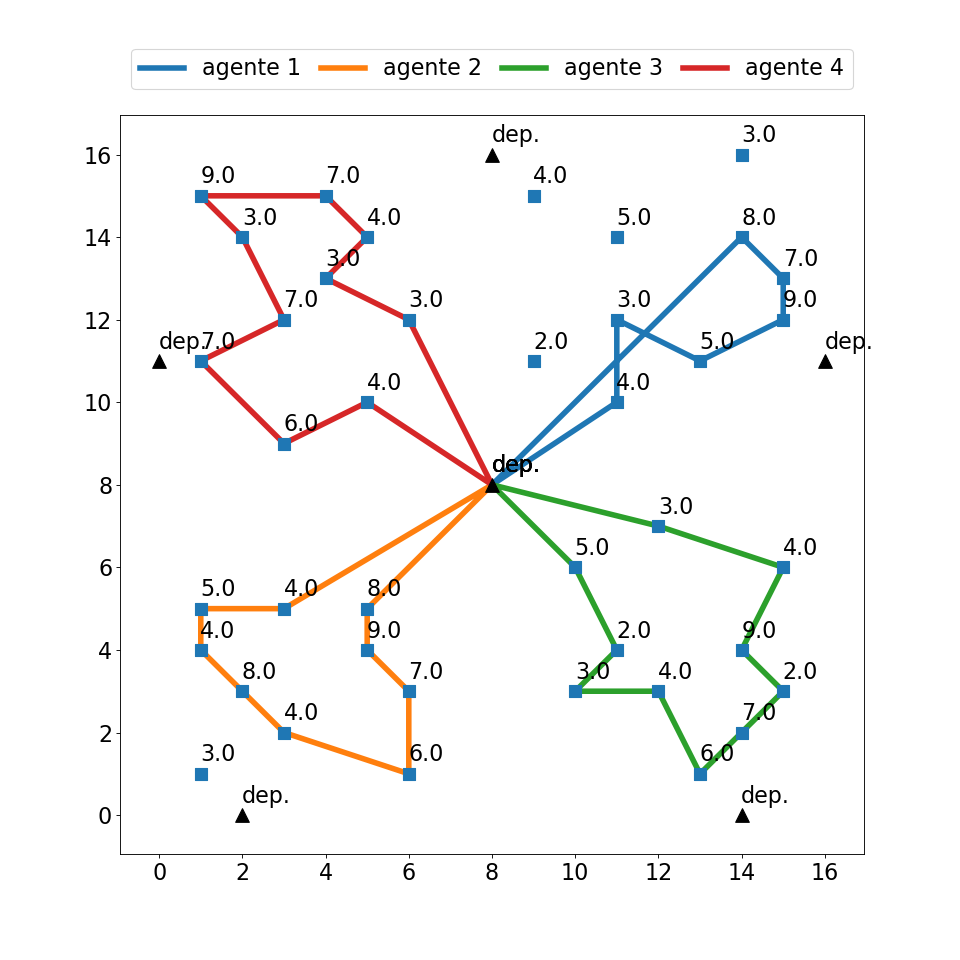 agente 1 agente 2 agente 3 agente 4
dep. 3.0
16
9.0 7.0 4.0
3.0 4.0 5.0 8.0
14
3.0 7.0
7.0 3.0 3.0 9.0
12
dep. 7.0 2.0 5.0 dep.
4.0 4.0
10
6.0
dep. dep.
8
3.0
5.0 4.0
6
5.0 4.0 8.0
4.0 9.0 2.0 9.0
4
8.0 7.0 3.0 4.0 2.0
4.0 7.0
2
3.0 6.0 6.0
dep. dep.
0
0 2 4 6 8 10 12 14 16